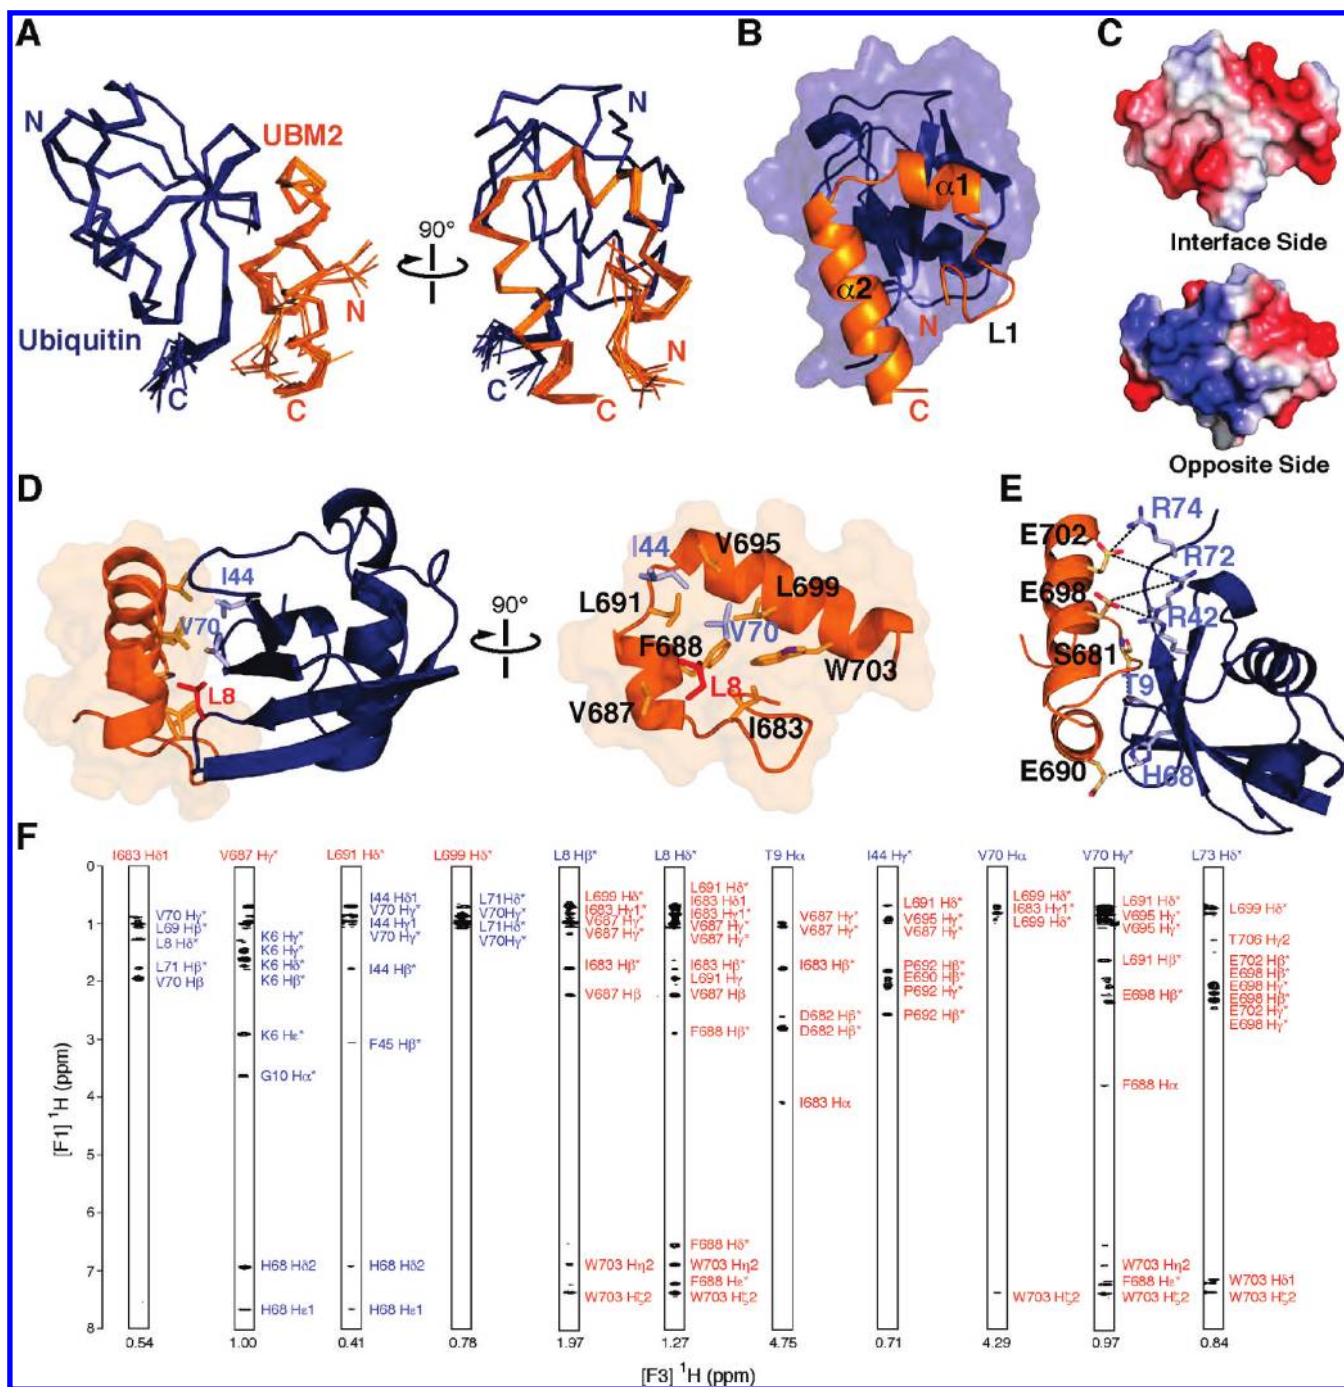 A
N
UBM2
N
Ubiquitin
C
C
90°
N
N
C
C
B
α1
α2
N
L1
C
C
Interface Side
Opposite Side
D
I44
V70
L8
90°
V695
I44
L699
L691
V70
F688
W703
L8
V687
I683
E
R74
E702
R72
E698
R42
S681
T9
E690
H68
F
I683 Hδ1
V687 Hγ*
L691 Hδ*
L699 Hδ*
L8 Hβ*
L8 Hδ*
T9 Hα
I44 Hγ*
V70 Hα
V70 Hγ*
L73 Hδ*
0
1
2
3
4
5
6
7
8
[F1] ¹H (ppm)
V70 Hγ*
L69 Hβ*
L8 Hδ*
L71 Hβ*
V70 Hβ
K6 Hγ*
K6 Hγ*
K6 Hδ*
K6 Hβ*
K6 Hε*
G10 Hα*
H68 Hδ2
H68 Hε1
I44 Hδ1
V70 Hγ*
I44 Hγ1
V70 Hγ*
I44 Hβ*
F45 Hβ*
H68 Hδ2
H68 Hε1
L71Hδ*
V70Hγ*
L71Hδ*
V70Hγ*
L699 Hδ*
I683 Hγ1*
V687 Hγ*
V687 Hγ*
I683 Hβ*
V687 Hβ
W703 Hη2
W703 Hζ2
L691 Hδ*
I683 Hδ1
I683 Hγ1*
V687 Hγ*
V687 Hγ*
I683 Hβ*
L691 Hγ
V687 Hβ
F688 Hβ*
F688 Hδ*
W703 Hη2
F688 Hε*
W703 Hζ2
V687 Hγ*
V687 Hγ*
I683 Hβ*
D682 Hβ*
D682 Hβ*
I683 Hα
L691 Hδ*
V695 Hγ*
V687 Hγ*
P692 Hβ*
E690 Hβ*
P692 Hγ*
P692 Hβ*
L699 Hδ*
I683 Hγ1*
L699 Hδ*
W703 Hζ2
L691 Hδ*
V695 Hγ*
V695 Hγ*
L691 Hβ*
E698 Hβ*
F688 Hα
W703 Hη2
F688 Hε*
W703 Hζ2
L699 Hδ*
T706 Hγ2
E702 Hβ*
E698 Hβ*
E698 Hγ*
E698 Hβ*
E702 Hγ*
E698 Hγ*
W703 Hδ1
W703 Hζ2
0.54
1.00
0.41
0.78
1.97
1.27
4.75
0.71
4.29
0.97
0.84
[F3] ¹H (ppm)